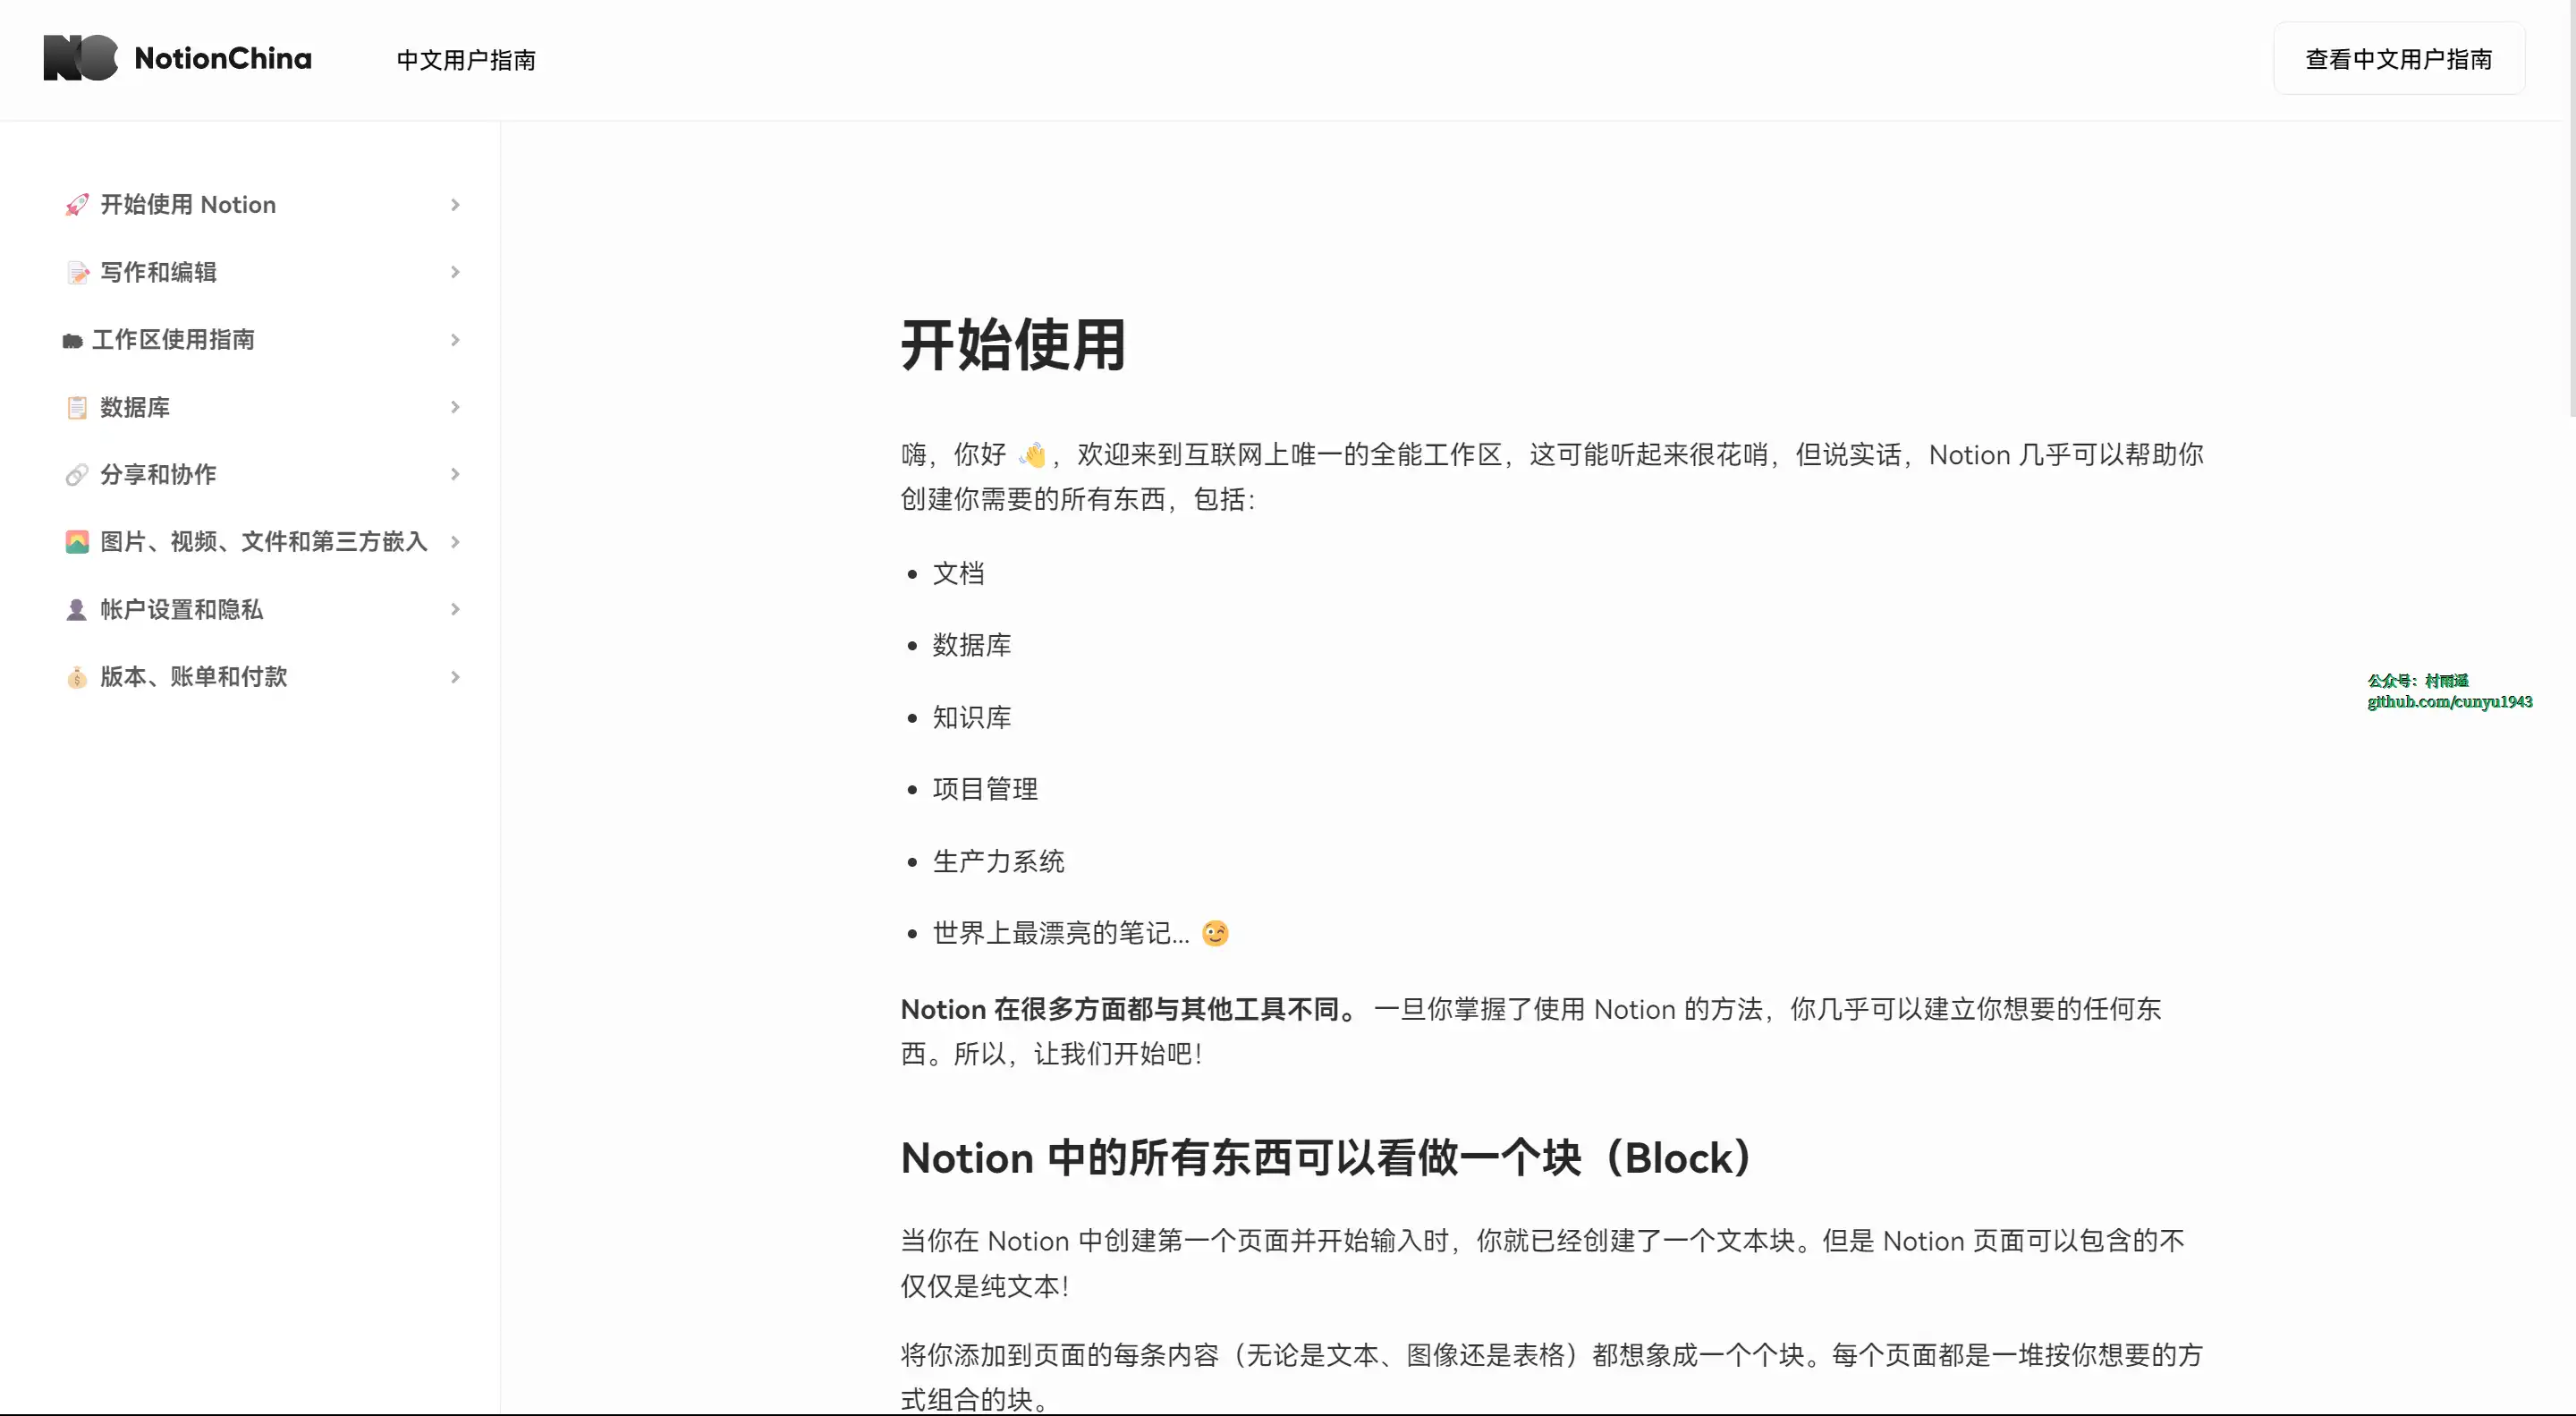 NotionChina
中文用户指南
查看中文用户指南
🚀 开始使用 Notion
📝 写作和编辑
工作区使用指南
📋 数据库
🔗 分享和协作
🌄 图片、视频、文件和第三方嵌入
👤 帐户设置和隐私
💰 版本、账单和付款
开始使用
嗨，你好 👋，欢迎来到互联网上唯一的全能工作区，这可能听起来很花哨，但说实话，Notion 几乎可以帮助你
创建你需要的所有东西，包括：
• 文档
• 数据库
• 知识库
• 项目管理
• 生产力系统
• 世界上最漂亮的笔记... 😉
Notion 在很多方面都与其他工具不同。 一旦你掌握了使用 Notion 的方法，你几乎可以建立你想要的任何东
西。所以，让我们开始吧！
Notion 中的所有东西可以看做一个块（Block）
当你在 Notion 中创建第一个页面并开始输入时，你就已经创建了一个文本块。但是 Notion 页面可以包含的不
仅仅是纯文本！
将你添加到页面的每条内容（无论是文本、图像还是表格）都想象成一个个块。每个页面都是一堆按你想要的方
式组合的块。
公众号：村雨遥
github.com/cunyu1943